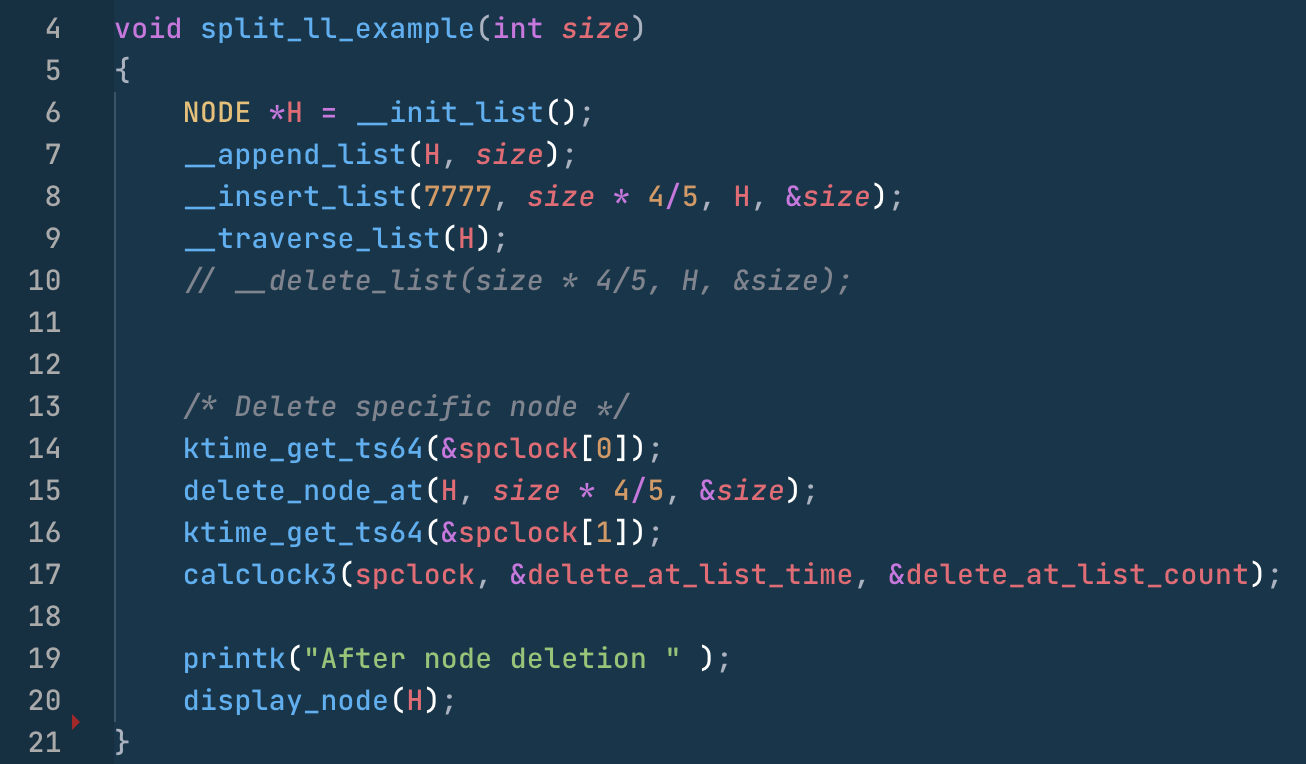 4 void split_ll_example(int size)
5 {
6 NODE *H = __init_list();
7 __append_list(H, size);
8 __insert_list(7777, size * 4/5, H, &size);
9 __traverse_list(H);
10 // __delete_list(size * 4/5, H, &size);
11
12
13 /* Delete specific node */
14 ktime_get_ts64(&spclock[0]);
15 delete_node_at(H, size * 4/5, &size);
16 ktime_get_ts64(&spclock[1]);
17 calclock3(spclock, &delete_at_list_time, &delete_at_list_count);
18
19 printk("After node deletion " );
20 display_node(H);
21 }